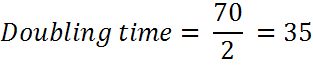 Doubling time = 70/2 = 35